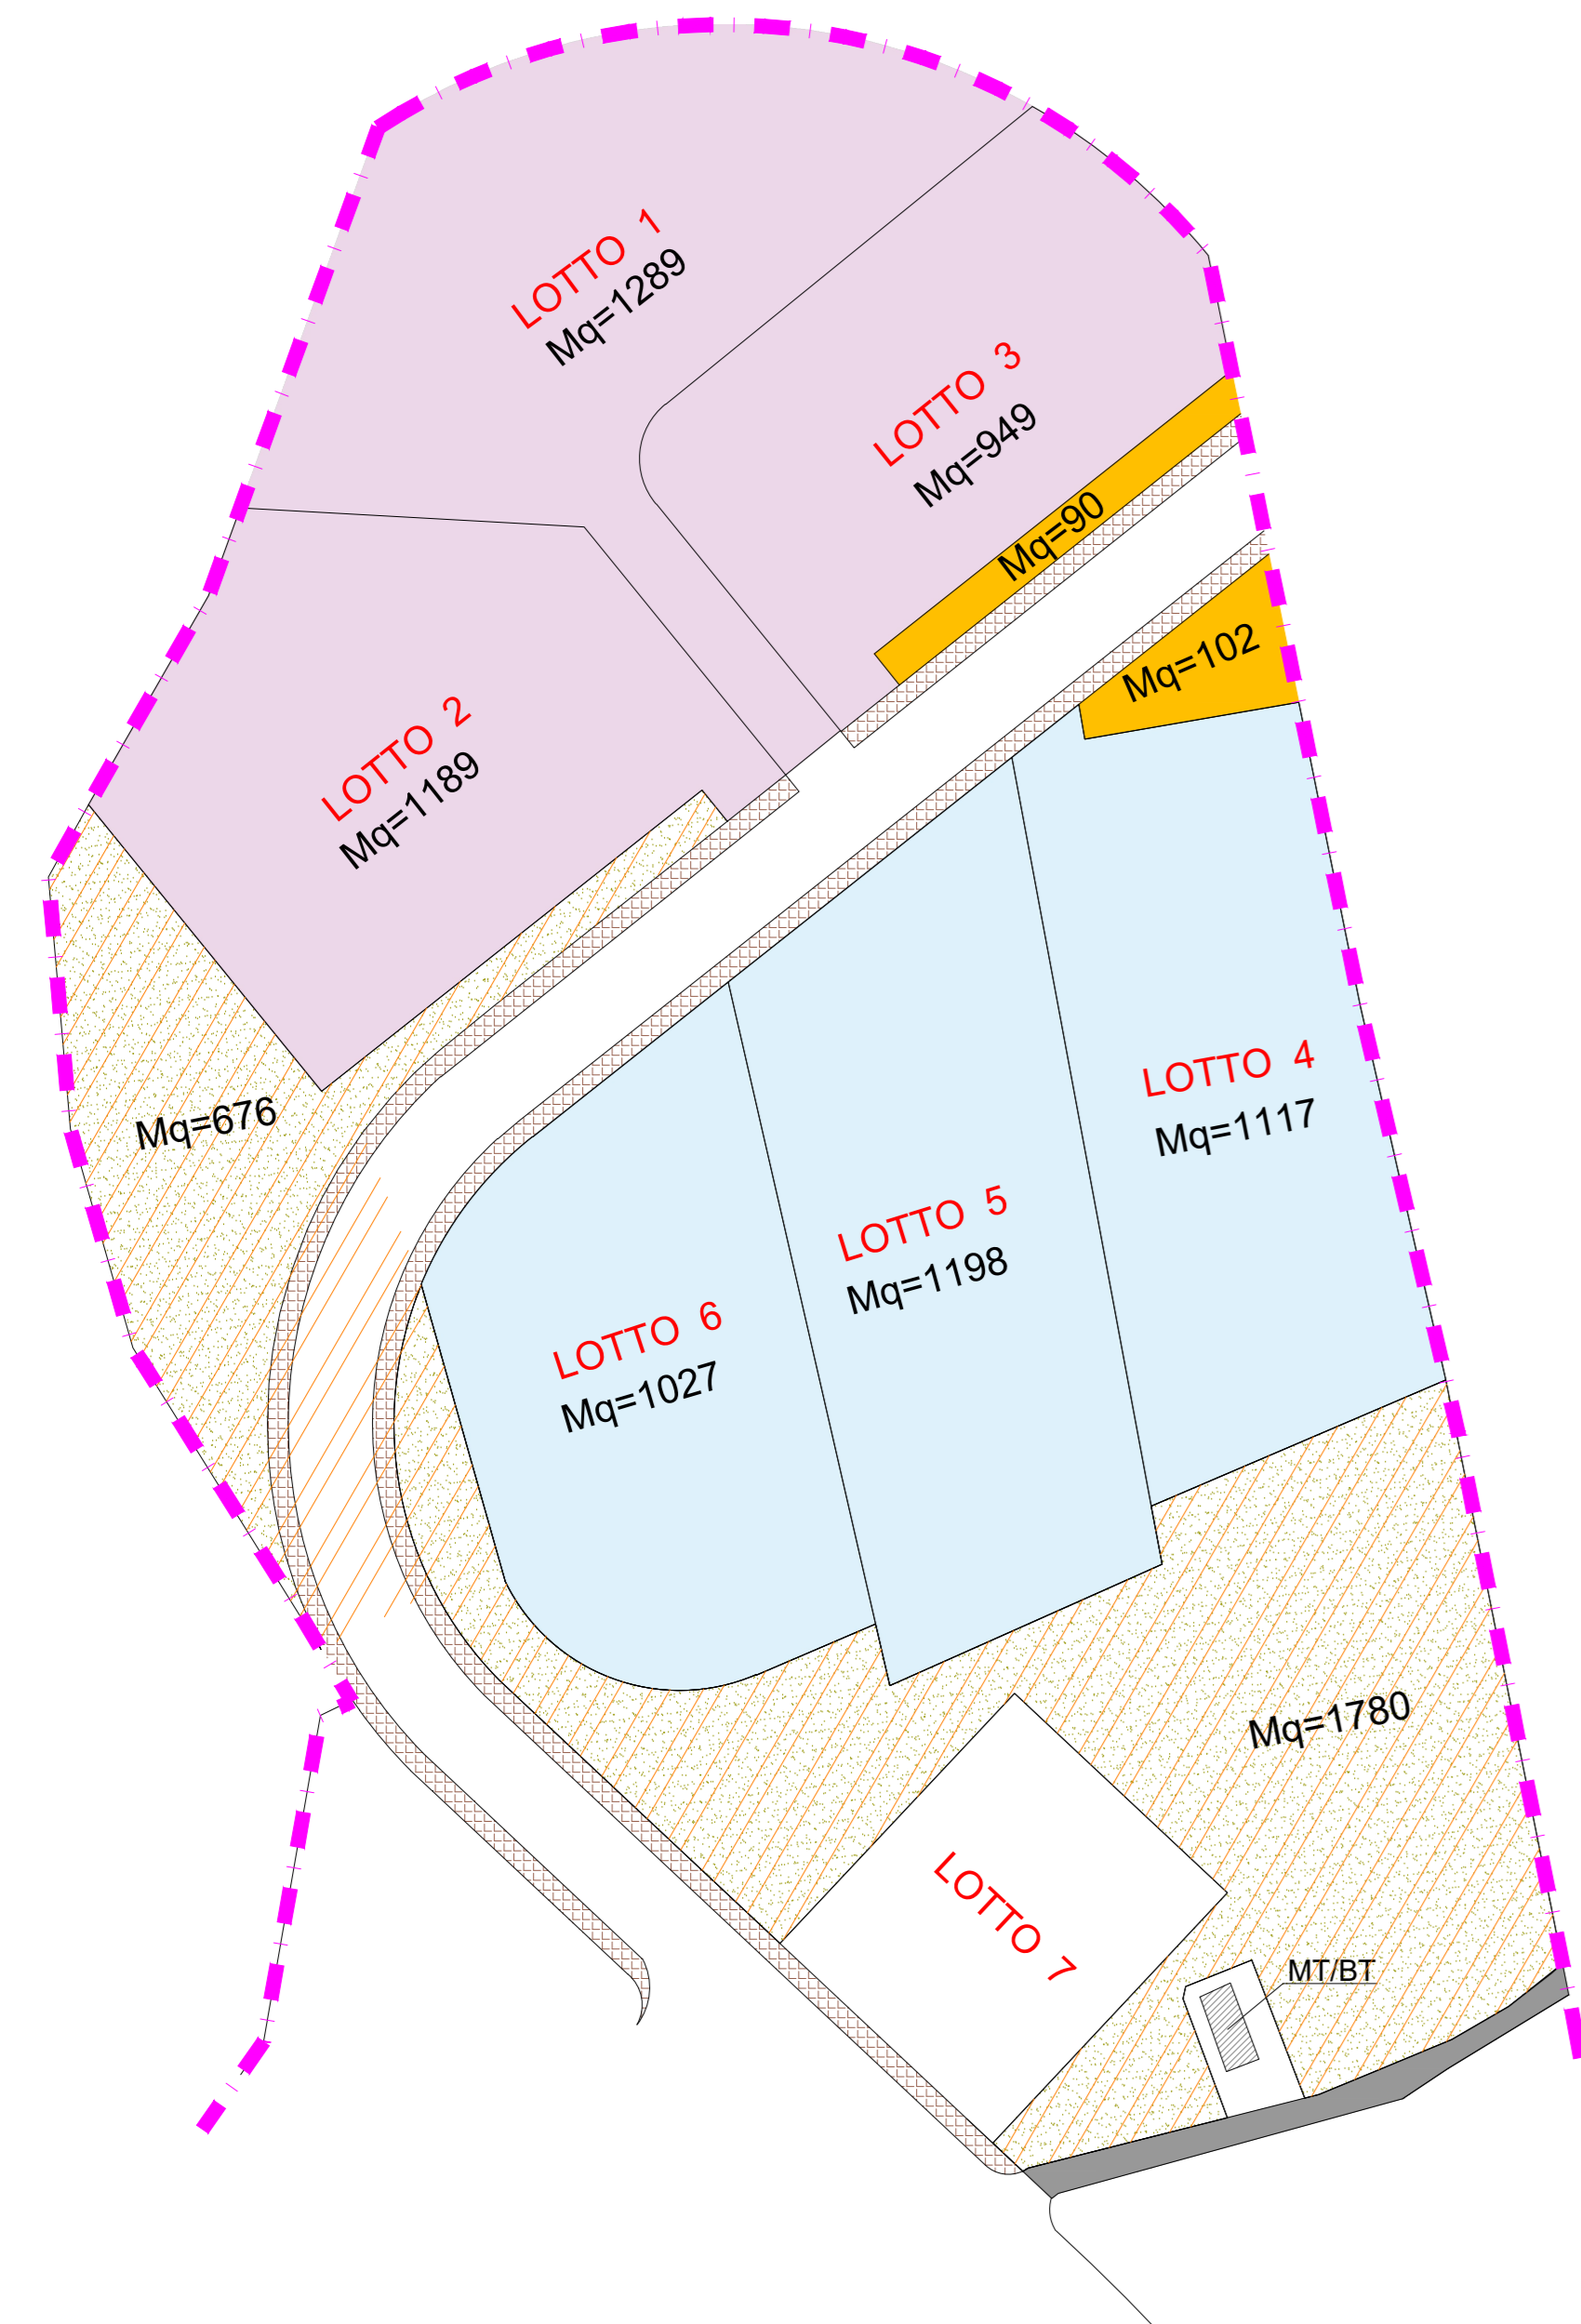 LOTTO 1
Mq=1289
LOTTO 3
Mq=949
Mq=90
Mq=102
LOTTO 2
Mq=1189
LOTTO 4
Mq=1117
Mq=676
LOTTO 5
Mq=1198
LOTTO 6
Mq=1027
Mq=1780
LOTTO 7
MT/BT